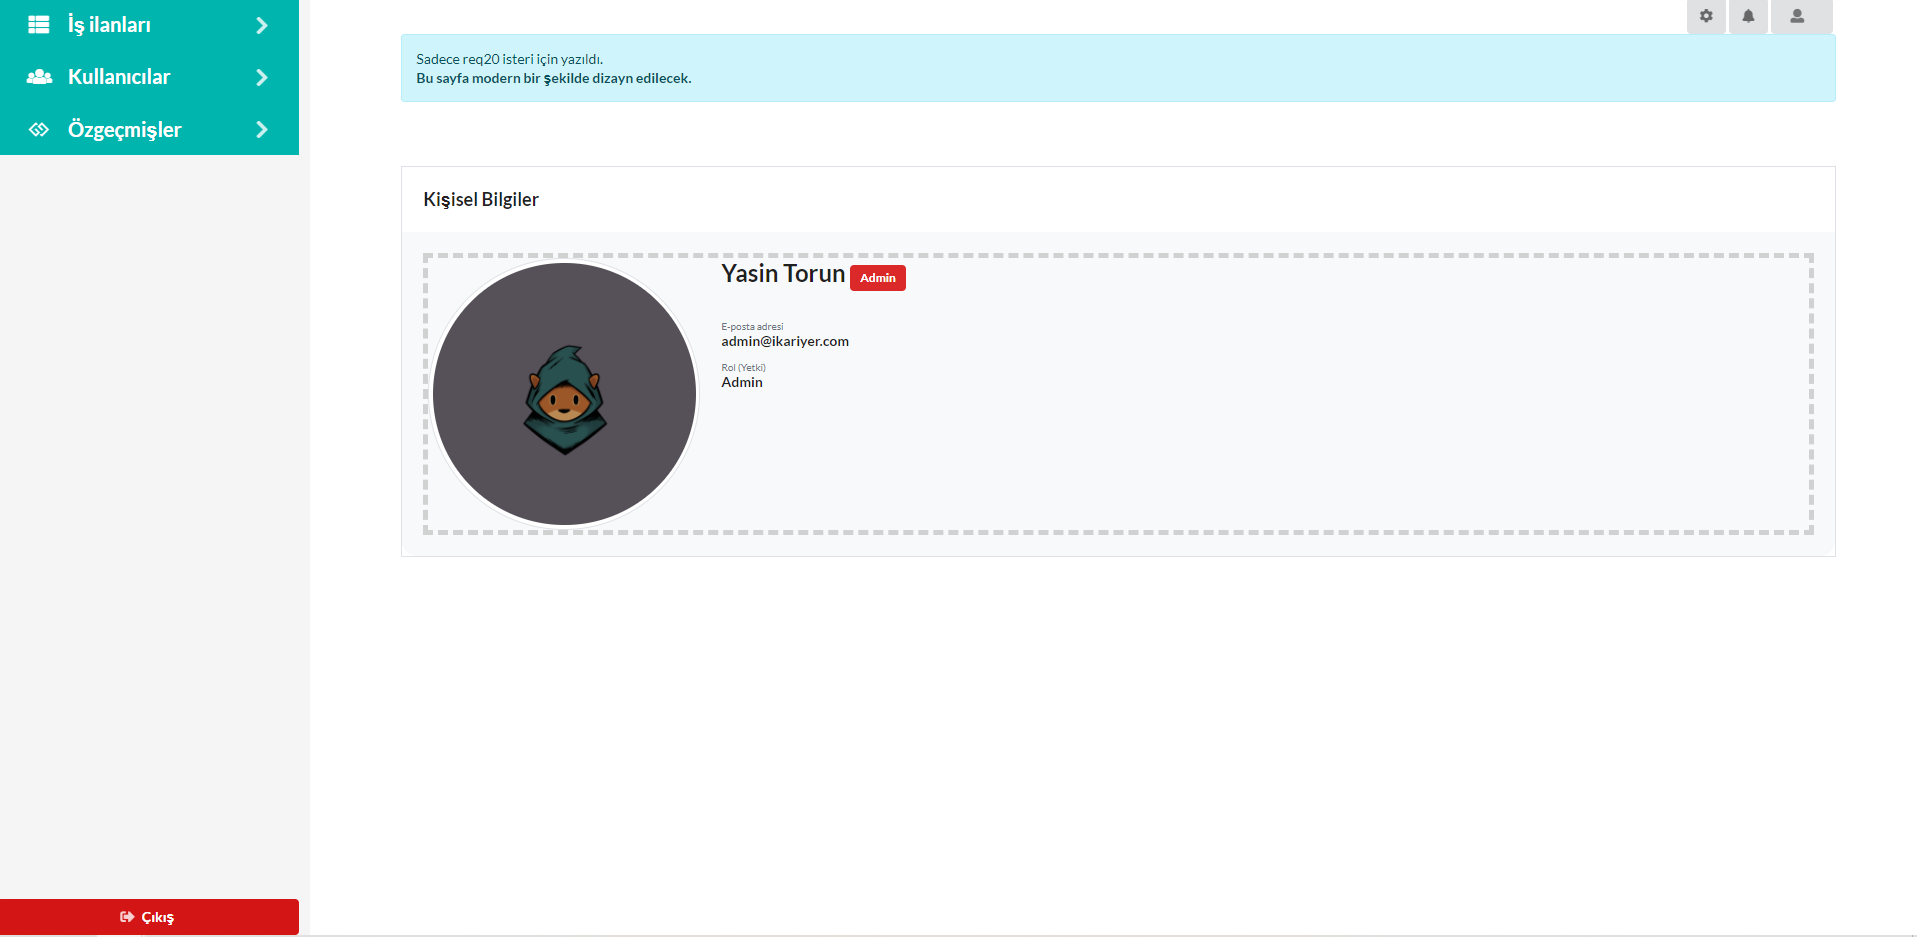 İş ilanları
Kullanıcılar
Özgeçmişler
Sadece req20 isteri için yazıldı.
Bu sayfa modern bir şekilde dizayn edilecek.
Kişisel Bilgiler
Yasin Torun Admin
E-posta adresi
admin@ikariyer.com
Rol (Yetki)
Admin
Çıkış